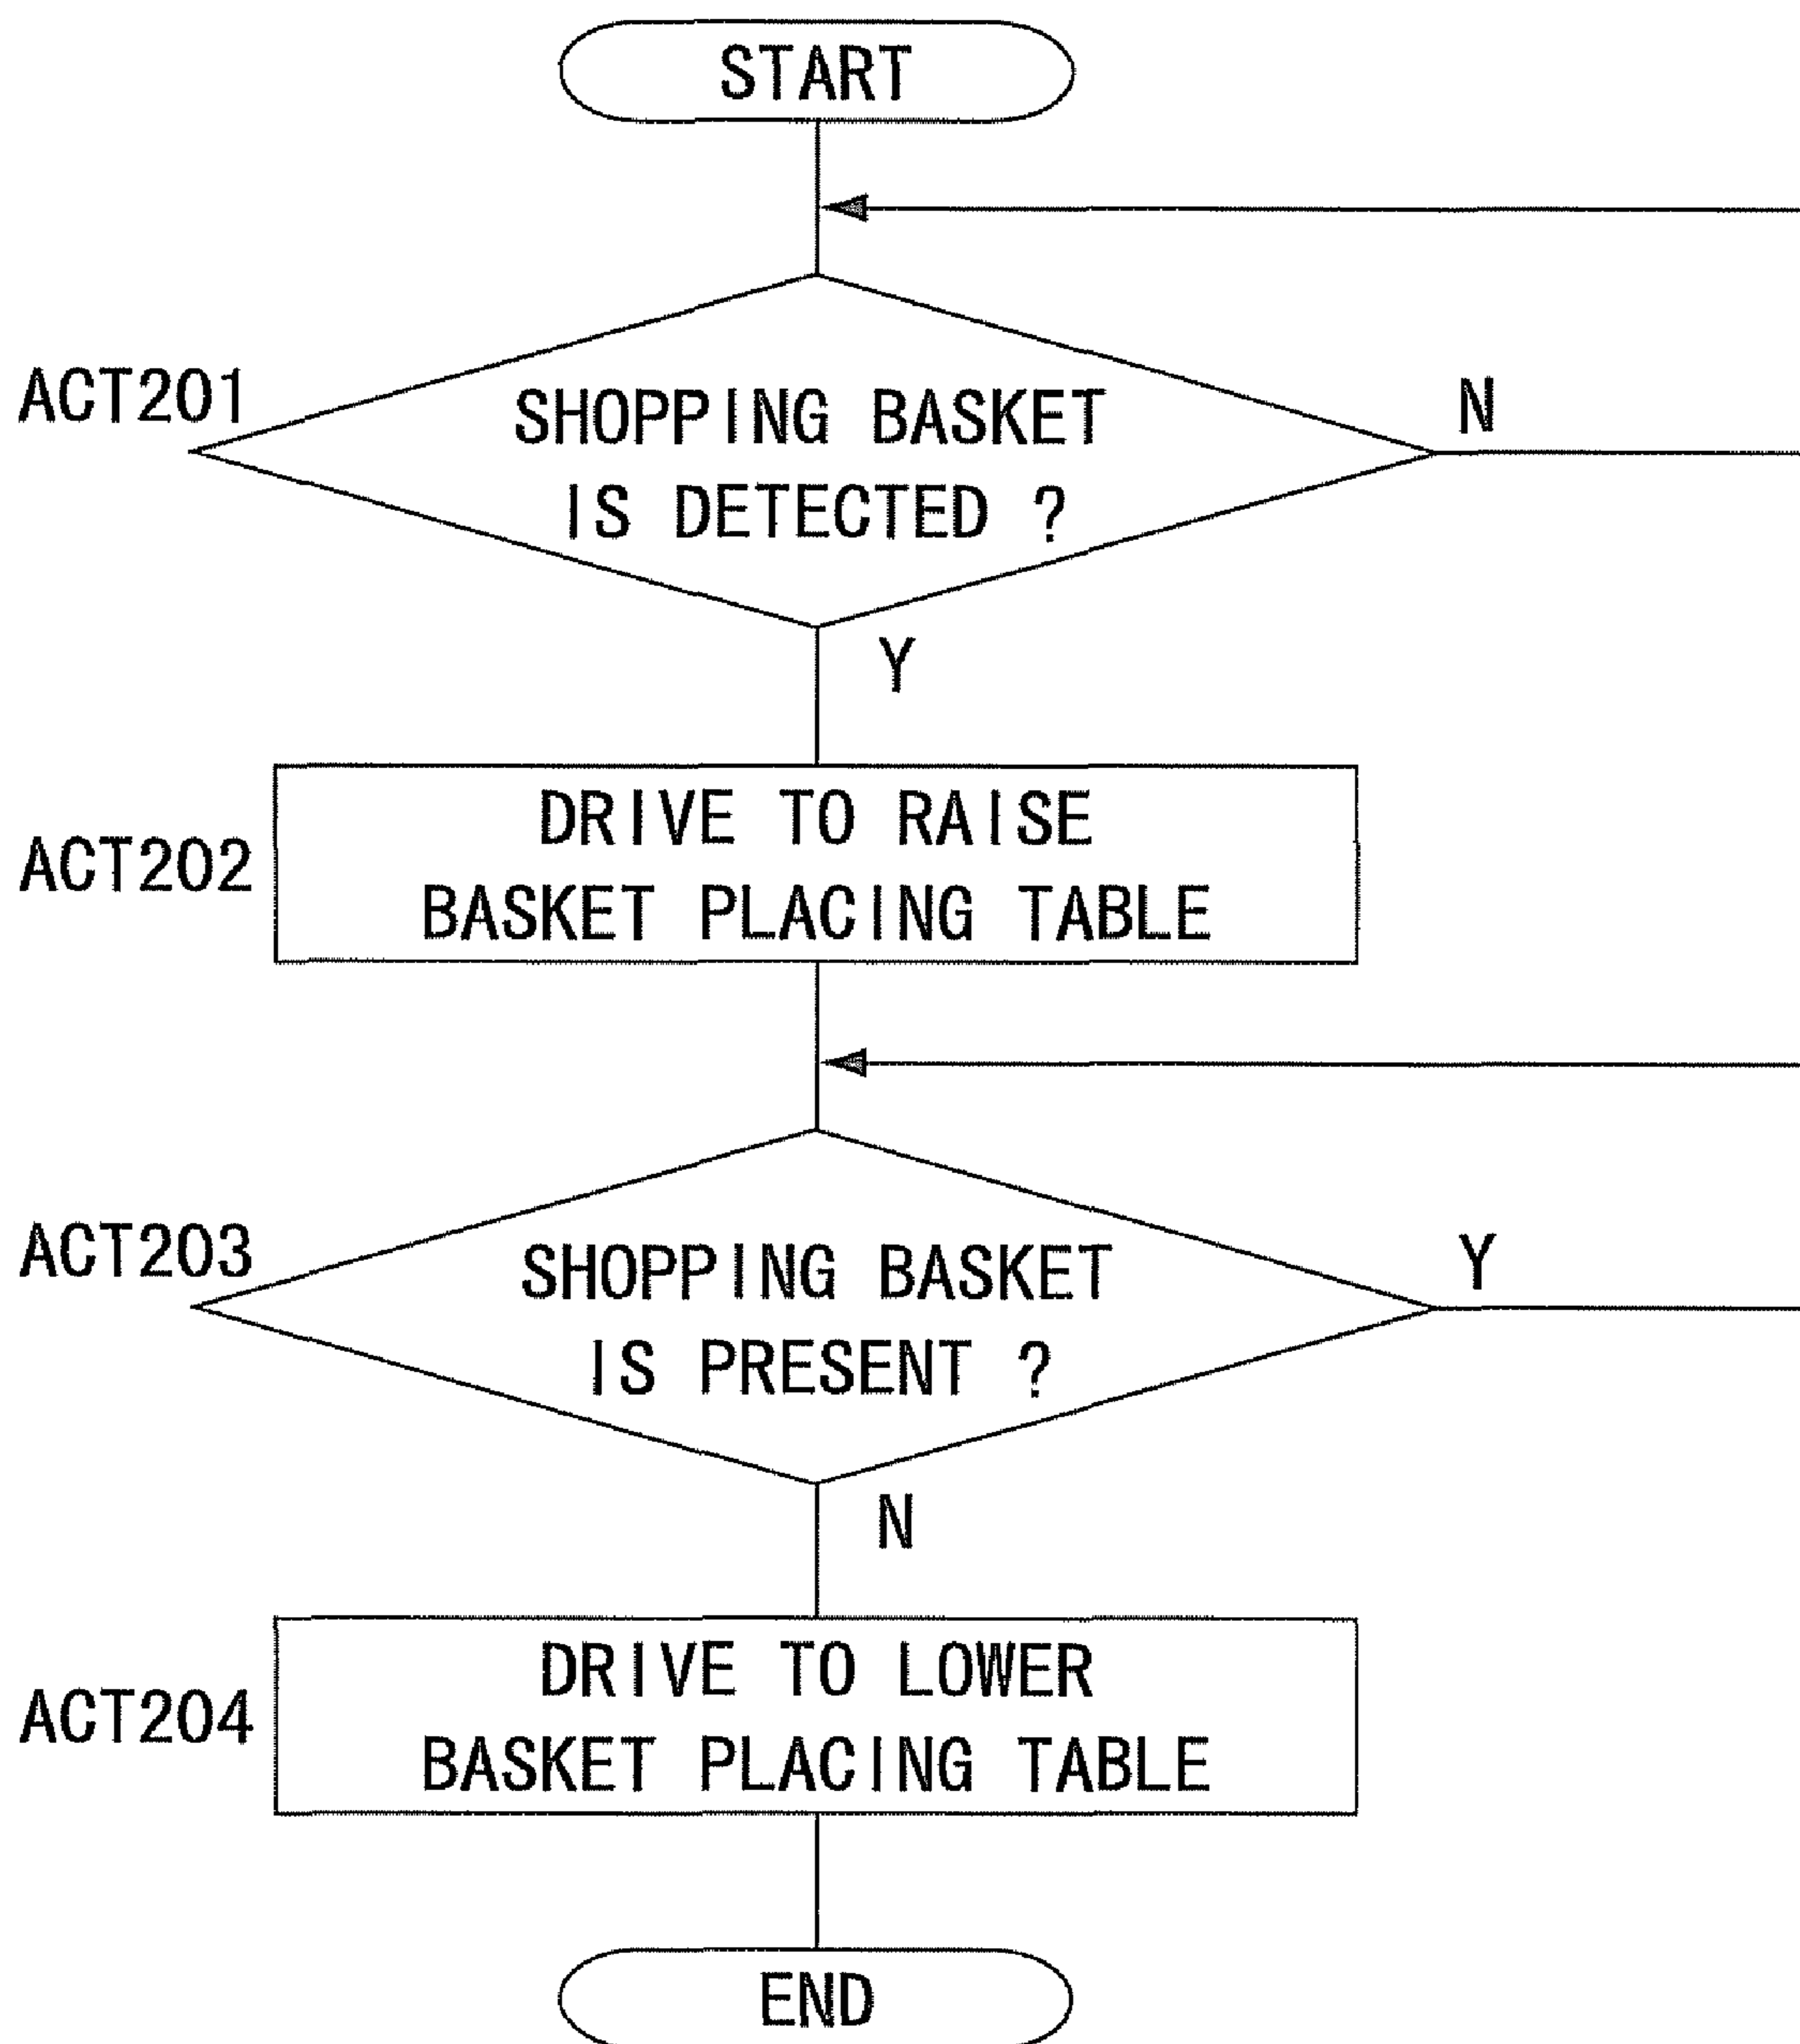 START
ACT201
SHOPPING BASKET
IS DETECTED ?
N
Y
ACT202
DRIVE TO RAISE
BASKET PLACING TABLE
ACT203
SHOPPING BASKET
IS PRESENT ?
Y
N
ACT204
DRIVE TO LOWER
BASKET PLACING TABLE
END